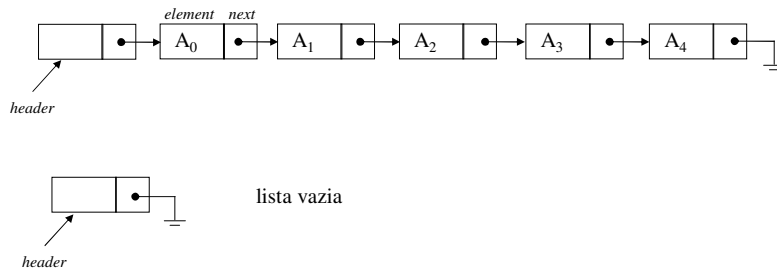 element next
A0 A1 A2 A3 A4
header
lista vazia
header